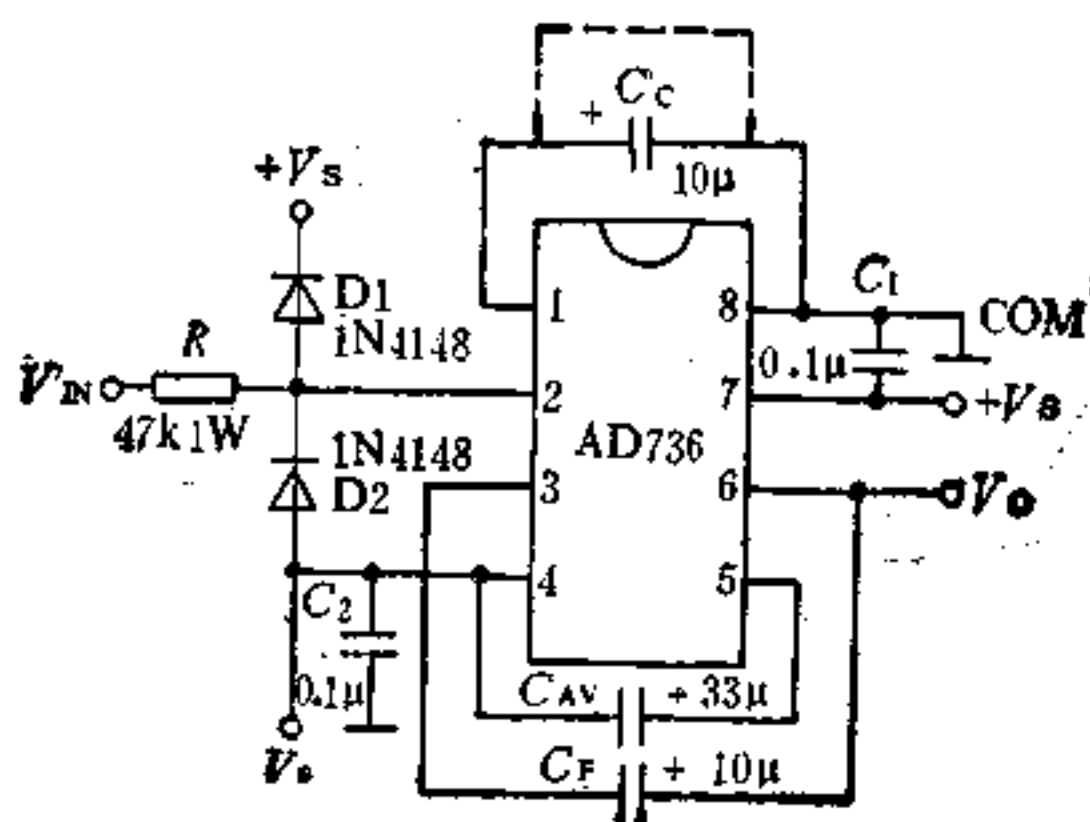 + Cc
10μ
+Vs
D1
1N4148
R
VIN
47k 1W
1N4148
D2
1
2
3
4
8
7
6
5
AD736
C1
COM
0.1μ
+Vs
Vo
C2
0.1μ
CAV + 33μ
CF + 10μ
Vs